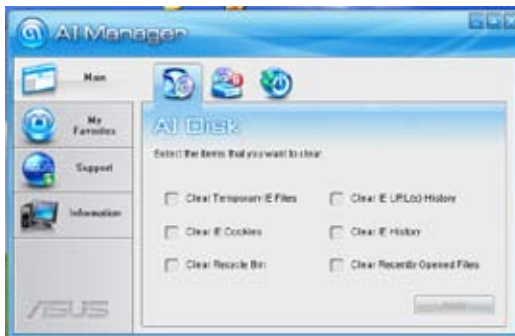 AI Manager
Main
My
Favorites
Support
Information
AI Disk
Select the items that you want to clear
Clear Temporary IE Files
Clear IE URL(s) History
Clear IE Cookies
Clear IE History
Clear Recycle Bin
Clear Recently Opened Files
ASUS